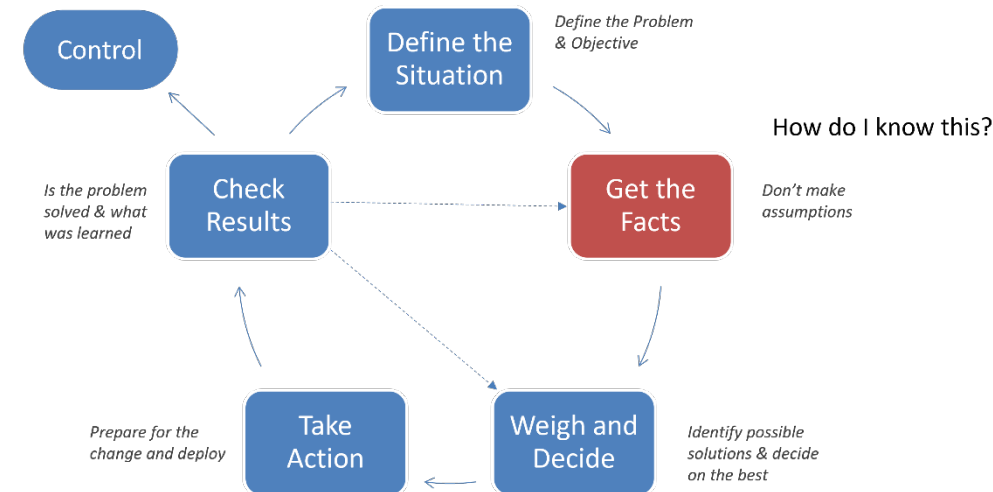 Control
Define the
Situation
Define the Problem
& Objective
How do I know this?
Is the problem
solved & what
was learned
Check
Results
Get the
Facts
Don’t make
assumptions
Prepare for the
change and deploy
Take
Action
Weigh and
Decide
Identify possible
solutions & decide
on the best